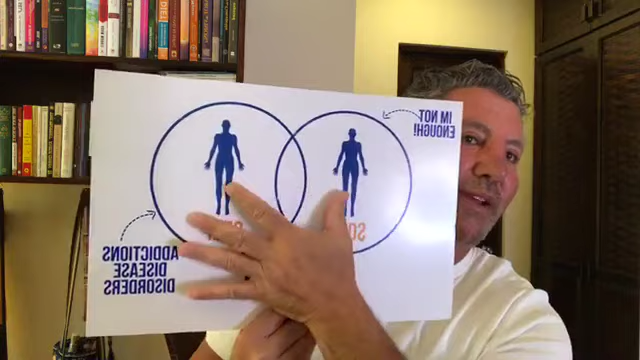 IM NOT
ENOUGH!
ADDICTIONS
DISEASE
DISORDERS